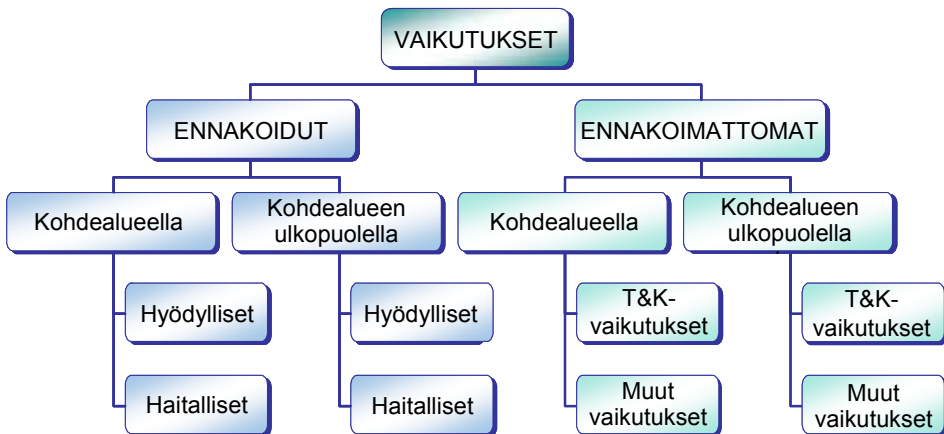 VAIKUTUKSET
ENNAKOIDUT
ENNAKOIMATTOMAT
Kohdealueella
Kohdealueen
ulkopuolella
Kohdealueella
Kohdealueen
ulkopuolella
Hyödylliset
Hyödylliset
T&K-
vaikutukset
T&K-
vaikutukset
Haitalliset
Haitalliset
Muut
vaikutukset
Muut
vaikutukset